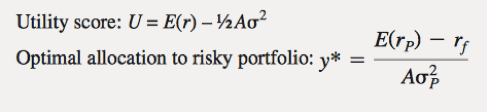 Utility score: U = E(r) – ½Aσ²
Optimal allocation to risky portfolio: y* = (E(r_P) − r_f) / (Aσ²_P)